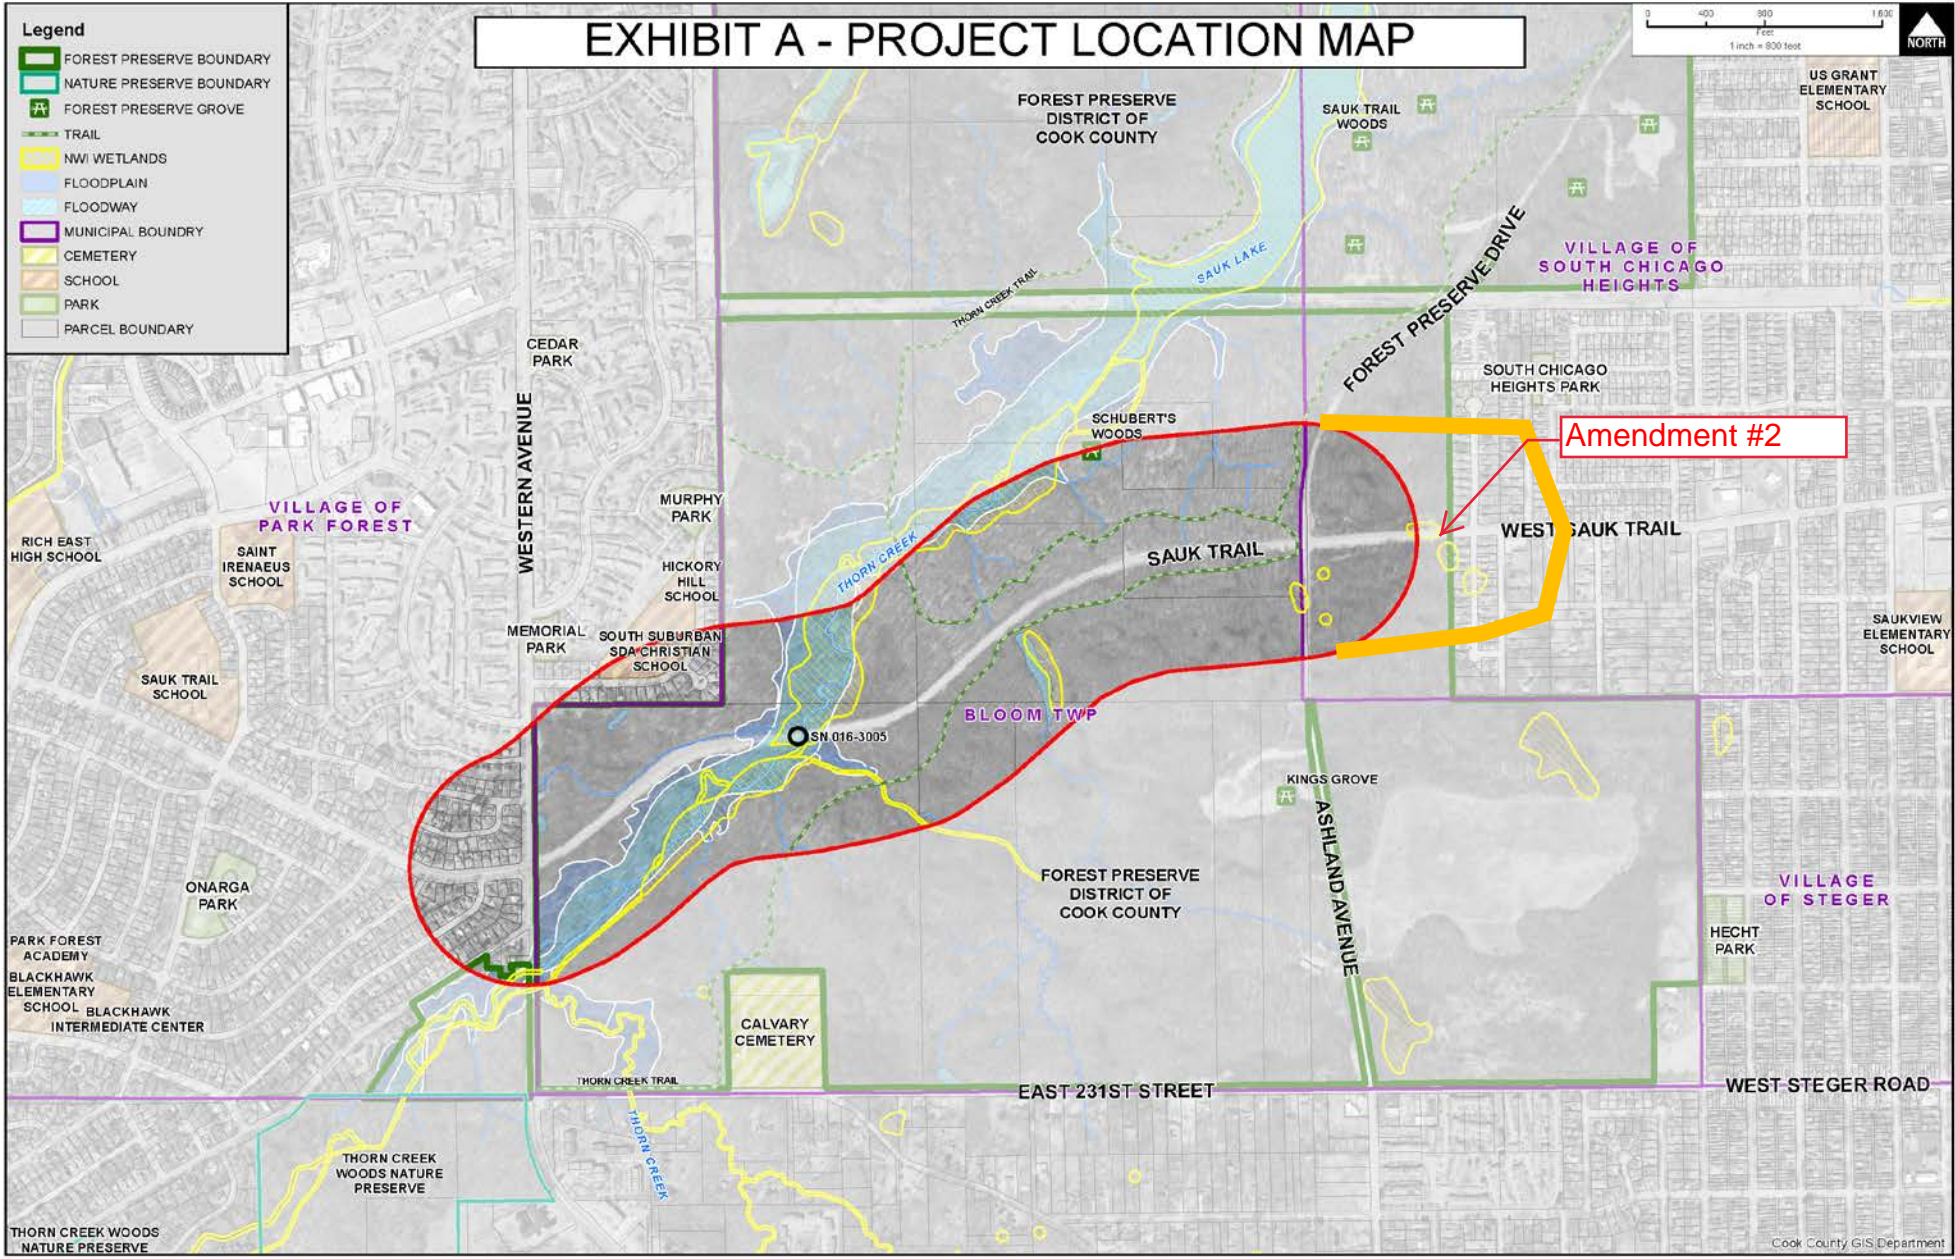 EXHIBIT A - PROJECT LOCATION MAP
Legend
FOREST PRESERVE BOUNDARY
NATURE PRESERVE BOUNDARY
FOREST PRESERVE GROVE
TRAIL
NWI WETLANDS
FLOODPLAIN
FLOODWAY
MUNICIPAL BOUNDRY
CEMETERY
SCHOOL
PARK
PARCEL BOUNDARY
0 400 800 1,600
Feet
1 inch = 800 feet
NORTH
US GRANT
ELEMENTARY
SCHOOL
FOREST PRESERVE
DISTRICT OF
COOK COUNTY
SAUK TRAIL
WOODS
SAUK LAKE
VILLAGE OF
SOUTH CHICAGO
HEIGHTS
THORN CREEK TRAIL
FOREST PRESERVE DRIVE
CEDAR
PARK
SOUTH CHICAGO
HEIGHTS PARK
WESTERN AVENUE
SCHUBERT'S
WOODS
Amendment #2
VILLAGE OF
PARK FOREST
MURPHY
PARK
RICH EAST
HIGH SCHOOL
SAINT
IRENAEUS
SCHOOL
THORN CREEK
SAUK TRAIL
WEST SAUK TRAIL
HICKORY
HILL
SCHOOL
MEMORIAL
PARK
SOUTH SUBURBAN
SDA CHRISTIAN
SCHOOL
SAUKVIEW
ELEMENTARY
SCHOOL
SAUK TRAIL
SCHOOL
BLOOM TWP
SN 016-3005
KINGS GROVE
ASHLAND AVENUE
ONARGA
PARK
FOREST PRESERVE
DISTRICT OF
COOK COUNTY
VILLAGE
OF STEGER
HECHT
PARK
PARK FOREST
ACADEMY
BLACKHAWK
ELEMENTARY
SCHOOL
BLACKHAWK
INTERMEDIATE CENTER
CALVARY
CEMETERY
THORN CREEK TRAIL
EAST 231ST STREET
WEST STEGER ROAD
THORN CREEK
THORN CREEK
WOODS NATURE
PRESERVE
THORN CREEK WOODS
NATURE PRESERVE
Cook County GIS Department